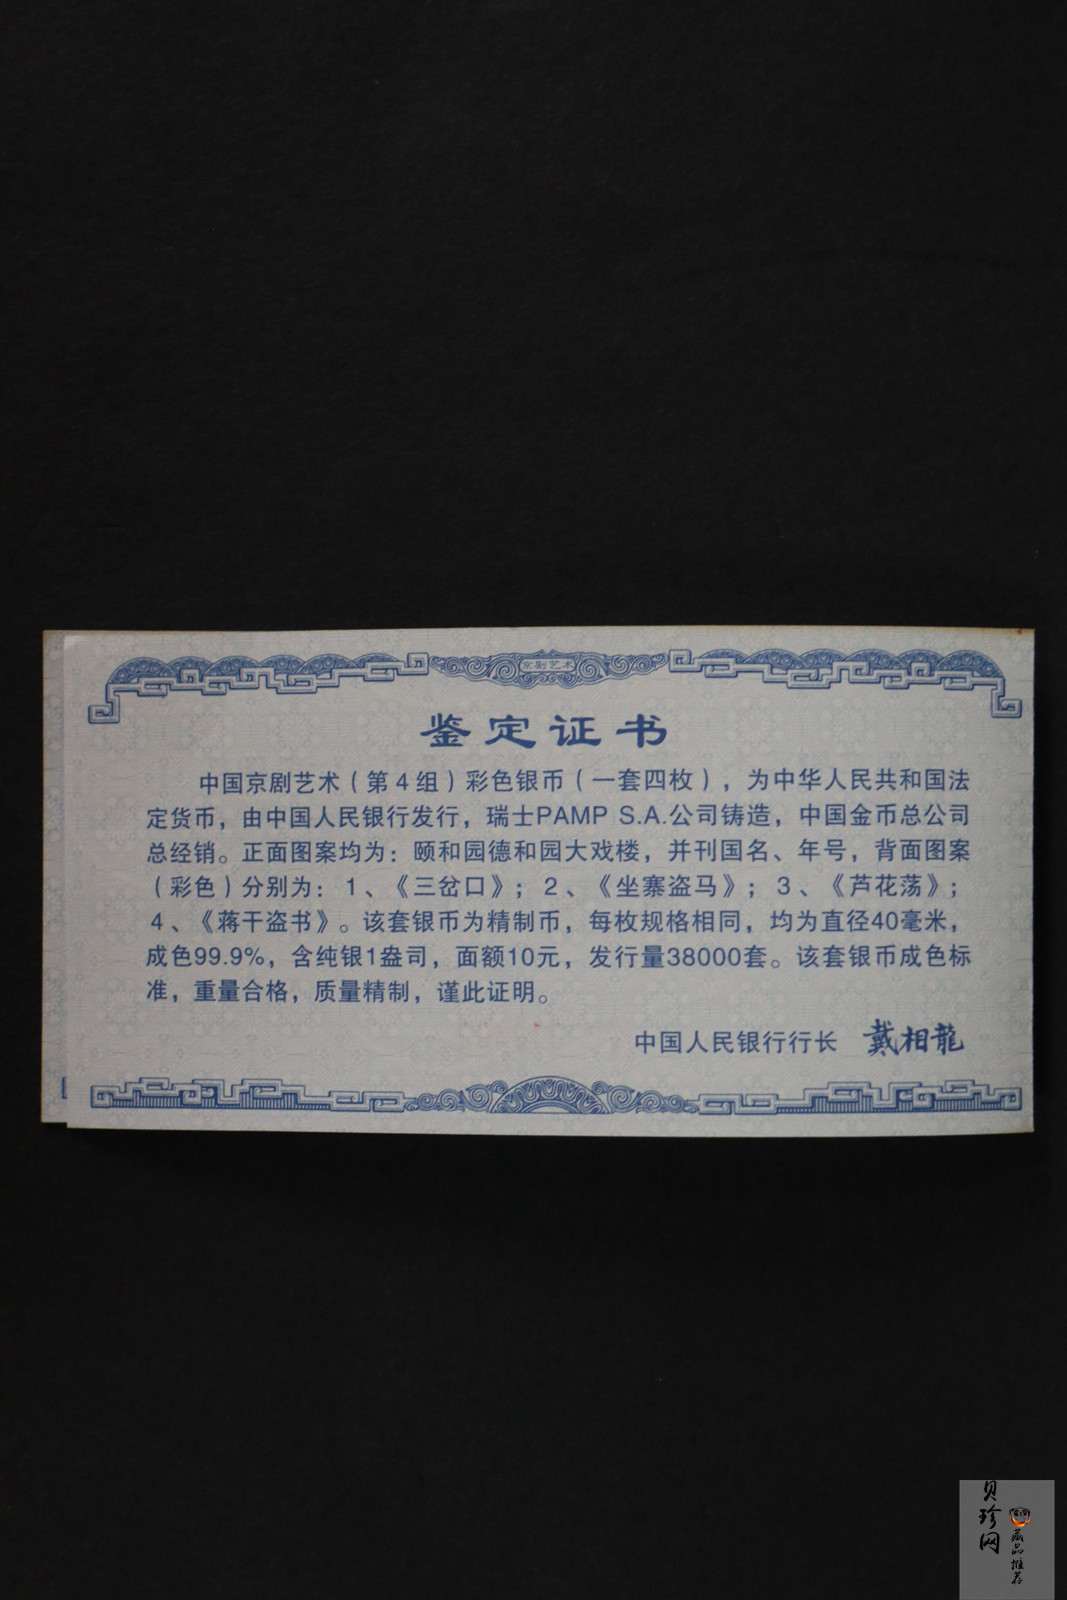 京剧艺术
鉴定证书
中国京剧艺术（第4组）彩色银币（一套四枚），为中华人民共和国法
定货币，由中国人民银行发行，瑞士PAMP S.A.公司铸造，中国金币总公司
总经销。正面图案均为：颐和园德和园大戏楼，并刊国名、年号，背面图案
（彩色）分别为：1、《三岔口》；2、《坐寨盗马》；3、《芦花荡》；
4、《蒋干盗书》。该套银币为精制币，每枚规格相同，均为直径40毫米，
成色99.9%，含纯银1盎司，面额10元，发行量38000套。该套银币成色标
准，重量合格，质量精制，谨此证明。
中国人民银行行长 戴相龍
贝珍网
藏品推荐